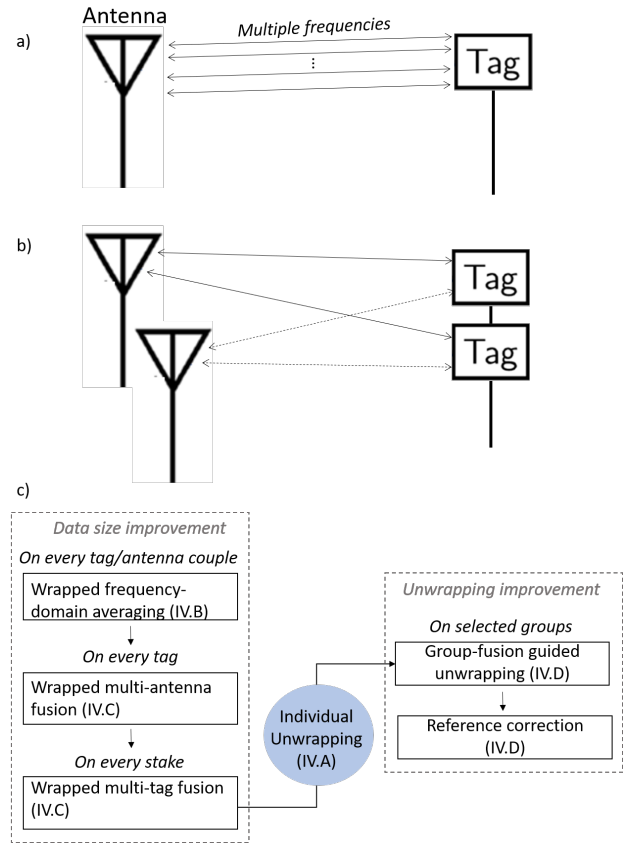 Antenna
a)
Multiple frequencies
...
Tag
b)
Tag
Tag
c)
Data size improvement
On every tag/antenna couple
Wrapped frequency-
domain averaging (IV.B)
On every tag
Wrapped multi-antenna
fusion (IV.C)
On every stake
Wrapped multi-tag fusion
(IV.C)
Individual
Unwrapping
(IV.A)
Unwrapping improvement
On selected groups
Group-fusion guided
unwrapping (IV.D)
Reference correction
(IV.D)